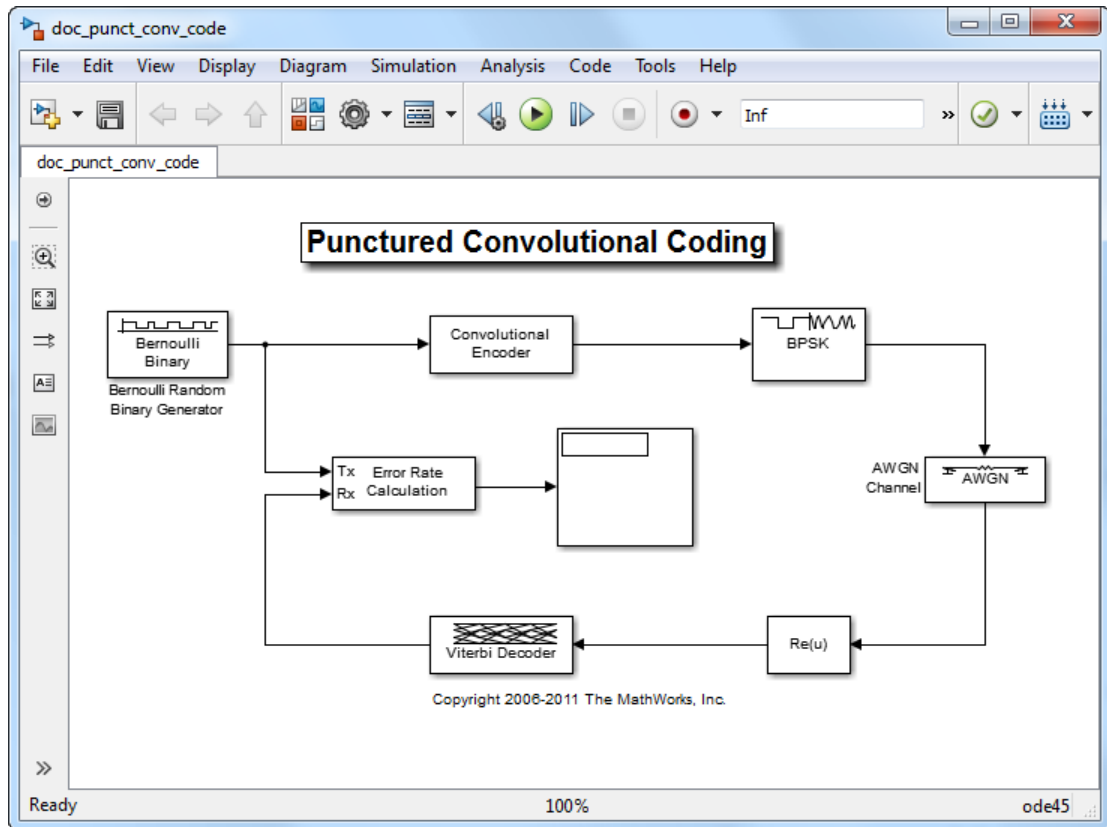 doc_punct_conv_code
File Edit View Display Diagram Simulation Analysis Code Tools Help
Inf
»
doc_punct_conv_code
Punctured Convolutional Coding
Bernoulli
Binary
Bernoulli Random
Binary Generator
Convolutional
Encoder
BPSK
Tx
Rx
Error Rate
Calculation
AWGN
Channel
AWGN
Viterbi Decoder
Re(u)
Copyright 2006-2011 The MathWorks, Inc.
»
Ready 100% ode45